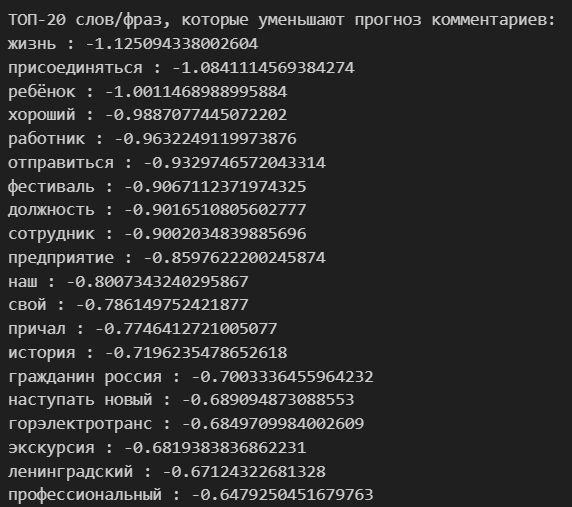 ТОП-20 слов/фраз, которые уменьшают прогноз комментариев:
жизнь : -1.125094338002604
присоединяться : -1.0841114569384274
ребёнок : -1.0011468988995884
хороший : -0.9887077445072202
работник : -0.9632249119973876
отправиться : -0.9329746572043314
фестиваль : -0.9067112371974325
должность : -0.9016510805602777
сотрудник : -0.9002034839885696
предприятие : -0.8597622200245874
наш : -0.8007343240295867
свой : -0.786149752421877
причал : -0.7746412721005077
история : -0.7196235478652618
гражданин россия : -0.7003336455964232
наступать новый : -0.689094873088553
горэлектротранс : -0.6849709984002609
экскурсия : -0.6819383836862231
ленинградский : -0.67124322681328
профессиональный : -0.6479250451679763